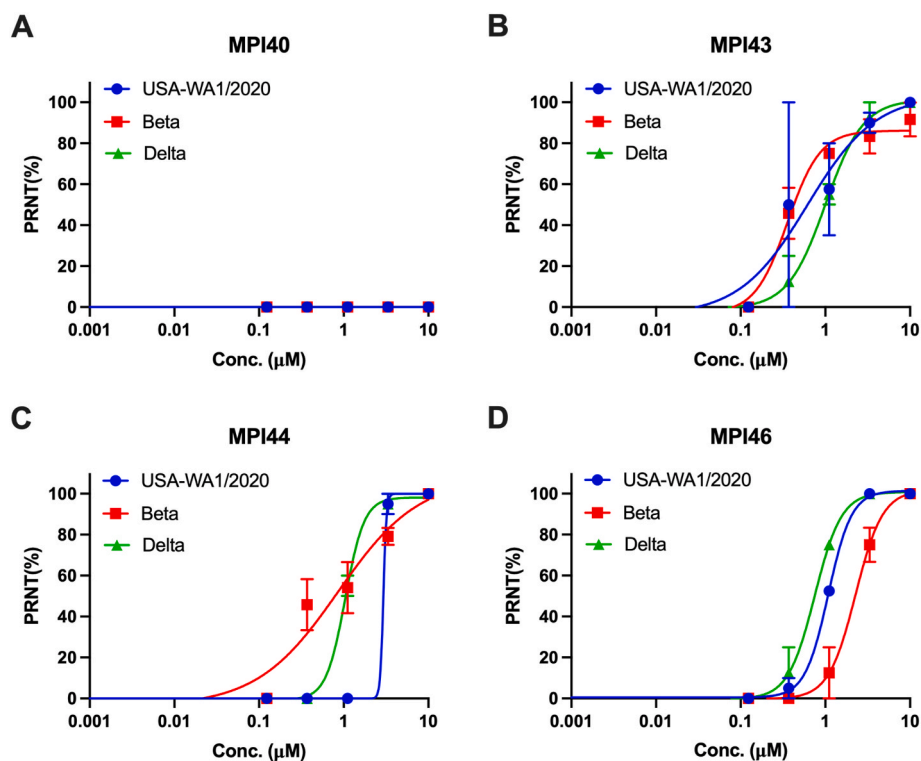 A
MPI40
USA-WA1/2020
Beta
Delta
PRNT(%)
100
80
60
40
20
0
0.001 0.01 0.1 1 10
Conc. (μM)
B
MPI43
USA-WA1/2020
Beta
Delta
PRNT(%)
100
80
60
40
20
0
0.001 0.01 0.1 1 10
Conc. (μM)
C
MPI44
USA-WA1/2020
Beta
Delta
PRNT(%)
100
80
60
40
20
0
0.001 0.01 0.1 1 10
Conc. (μM)
D
MPI46
USA-WA1/2020
Beta
Delta
PRNT(%)
100
80
60
40
20
0
0.001 0.01 0.1 1 10
Conc. (μM)